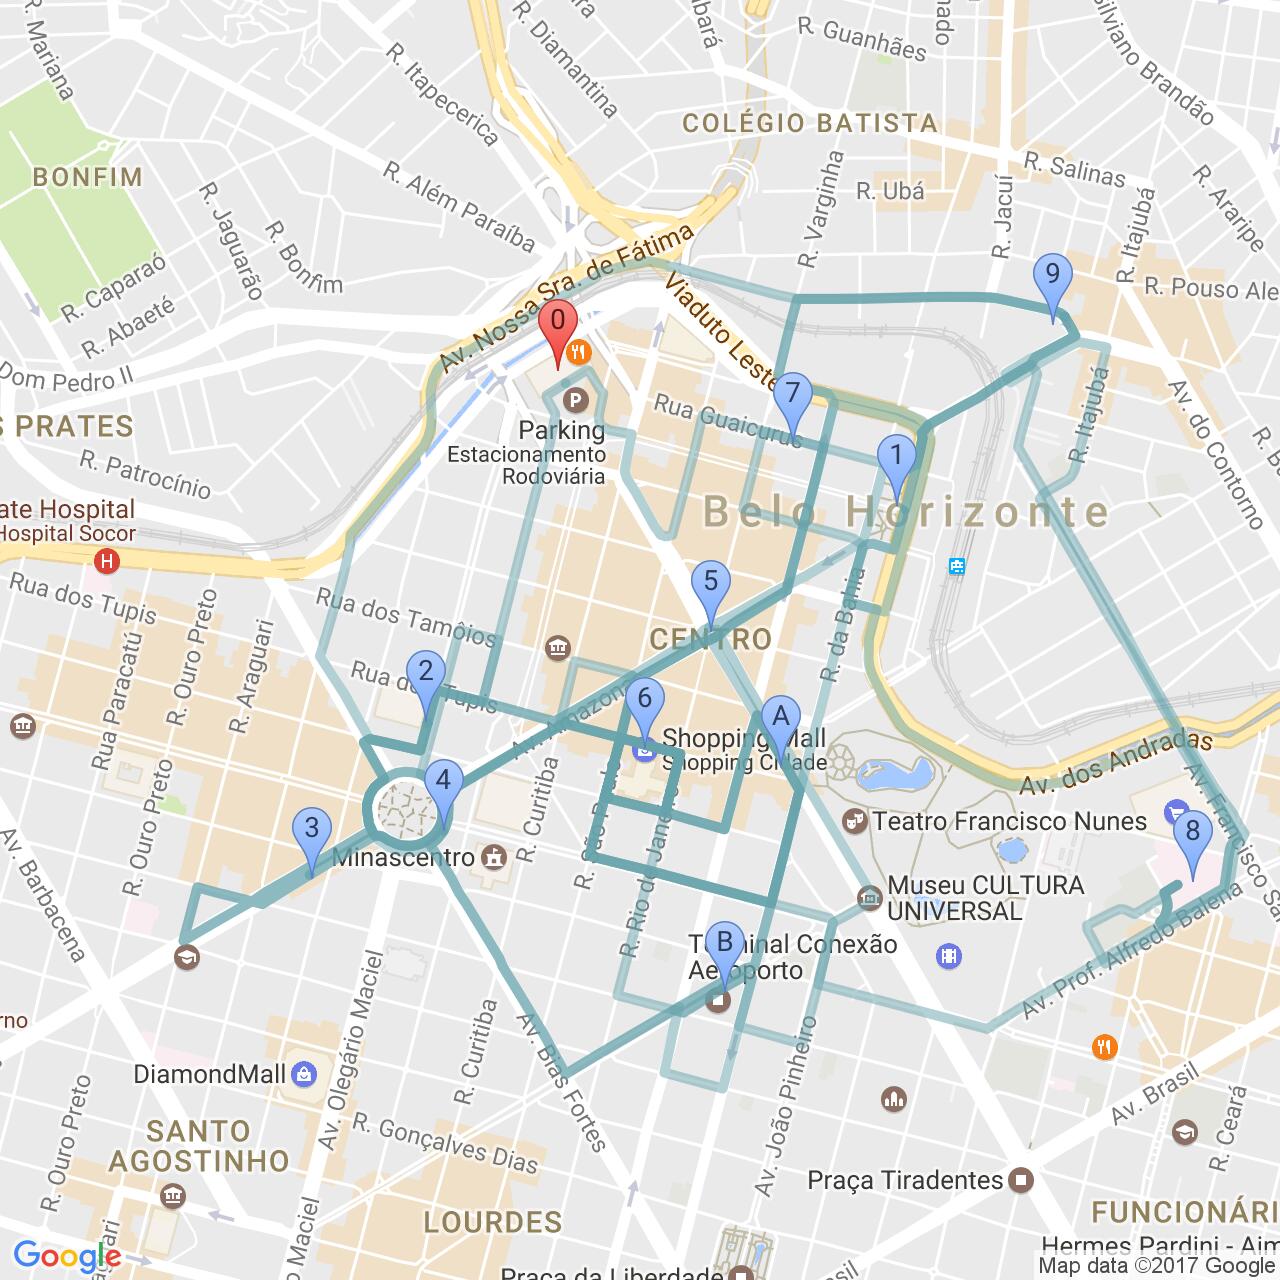 R. Mariana
R. Itapecerica
R. Diamantina
R. Guanhães
Silviano Brandão
COLÉGIO BATISTA
BONFIM
R. Além Paraíba
R. Jaguarão
R. Bonfim
R. Varginha
R. Ubá
R. Jacuí
R. Salinas
R. Itajubá
R. Araripe
R. Caparaó
R. Abaeté
R. Pouso Ale
Av. Nossa Sra. de Fátima
Viaduto Leste
9
0
Dom Pedro II
S PRATES
R. Patrocínio
P
Parking
Estacionamento
Rodoviária
Rua Guaicurus
7
1
R. Itajubá
Av. do Contorno
Belo Horizonte
ate Hospital
Hospital Socor
H
Rua dos Tupis
R. Ouro Preto
Rua Paracatú
R. Araguari
Rua dos Tamôios
Rua dos Tupis
2
5
CENTRO
R. da Bahia
6
A
Av. Amazonas
Shopping Mall
Shopping Cidade
Av. dos Andradas
Av. Francisco Sa
4
3
Minascentro
R. Curitiba
R. São Paulo
R. Rio de Janeiro
Teatro Francisco Nunes
8
R. Ouro Preto
Av. Barbacena
Museu CULTURA
UNIVERSAL
B
Terminal Conexão
Aeroporto
Av. Prof. Alfredo Balena
Av. Olegário Maciel
R. Curitiba
Av. Bias Fortes
Av. João Pinheiro
DiamondMall
R. Ouro Preto
SANTO
AGOSTINHO
R. Gonçalves Dias
Av. Brasil
R. Ceará
Praça Tiradentes
LOURDES
FUNCIONÁRI
Hermes Pardini - Aim
Praça da Liberdade
Google
Map data ©2017 Google